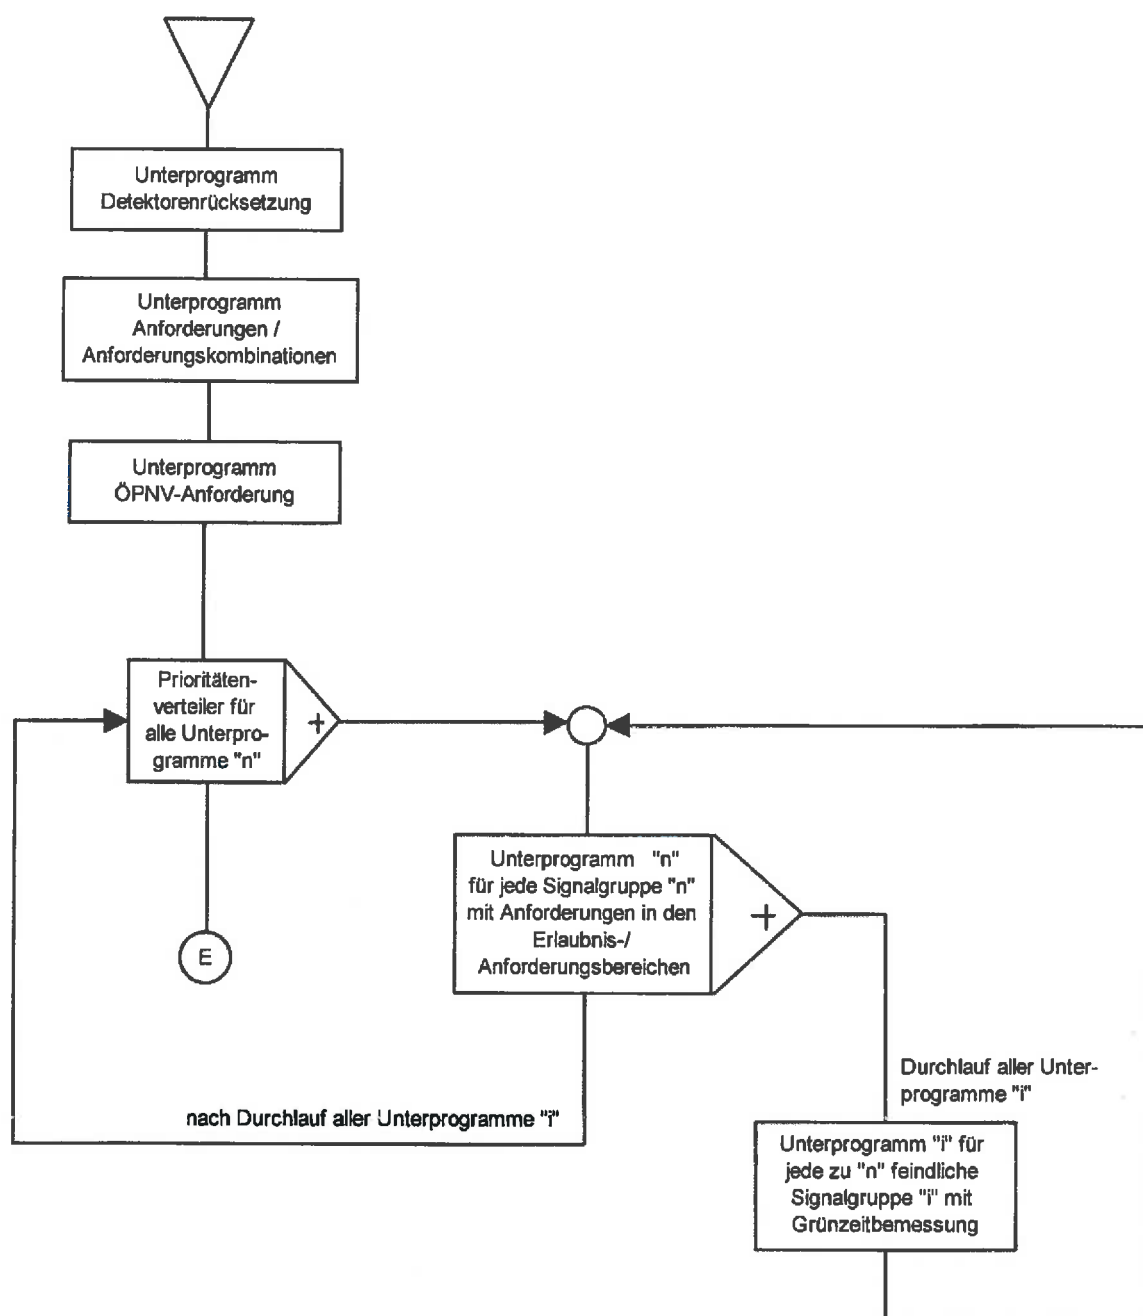 Unterprogramm
Detektorenrücksetzung
Unterprogramm
Anforderungen /
Anforderungskombinationen
Unterprogramm
ÖPNV-Anforderung
Prioritäten-
verteiler für
alle Unterpro-
gramme "n"
+
E
Unterprogramm "n"
für jede Signalgruppe "n"
mit Anforderungen in den
Erlaubnis-/
Anforderungsbereichen
+
nach Durchlauf aller Unterprogramme "i"
Durchlauf aller Unter-
programme "i"
Unterprogramm "i" für
jede zu "n" feindliche
Signalgruppe "i" mit
Grünzeitbemessung